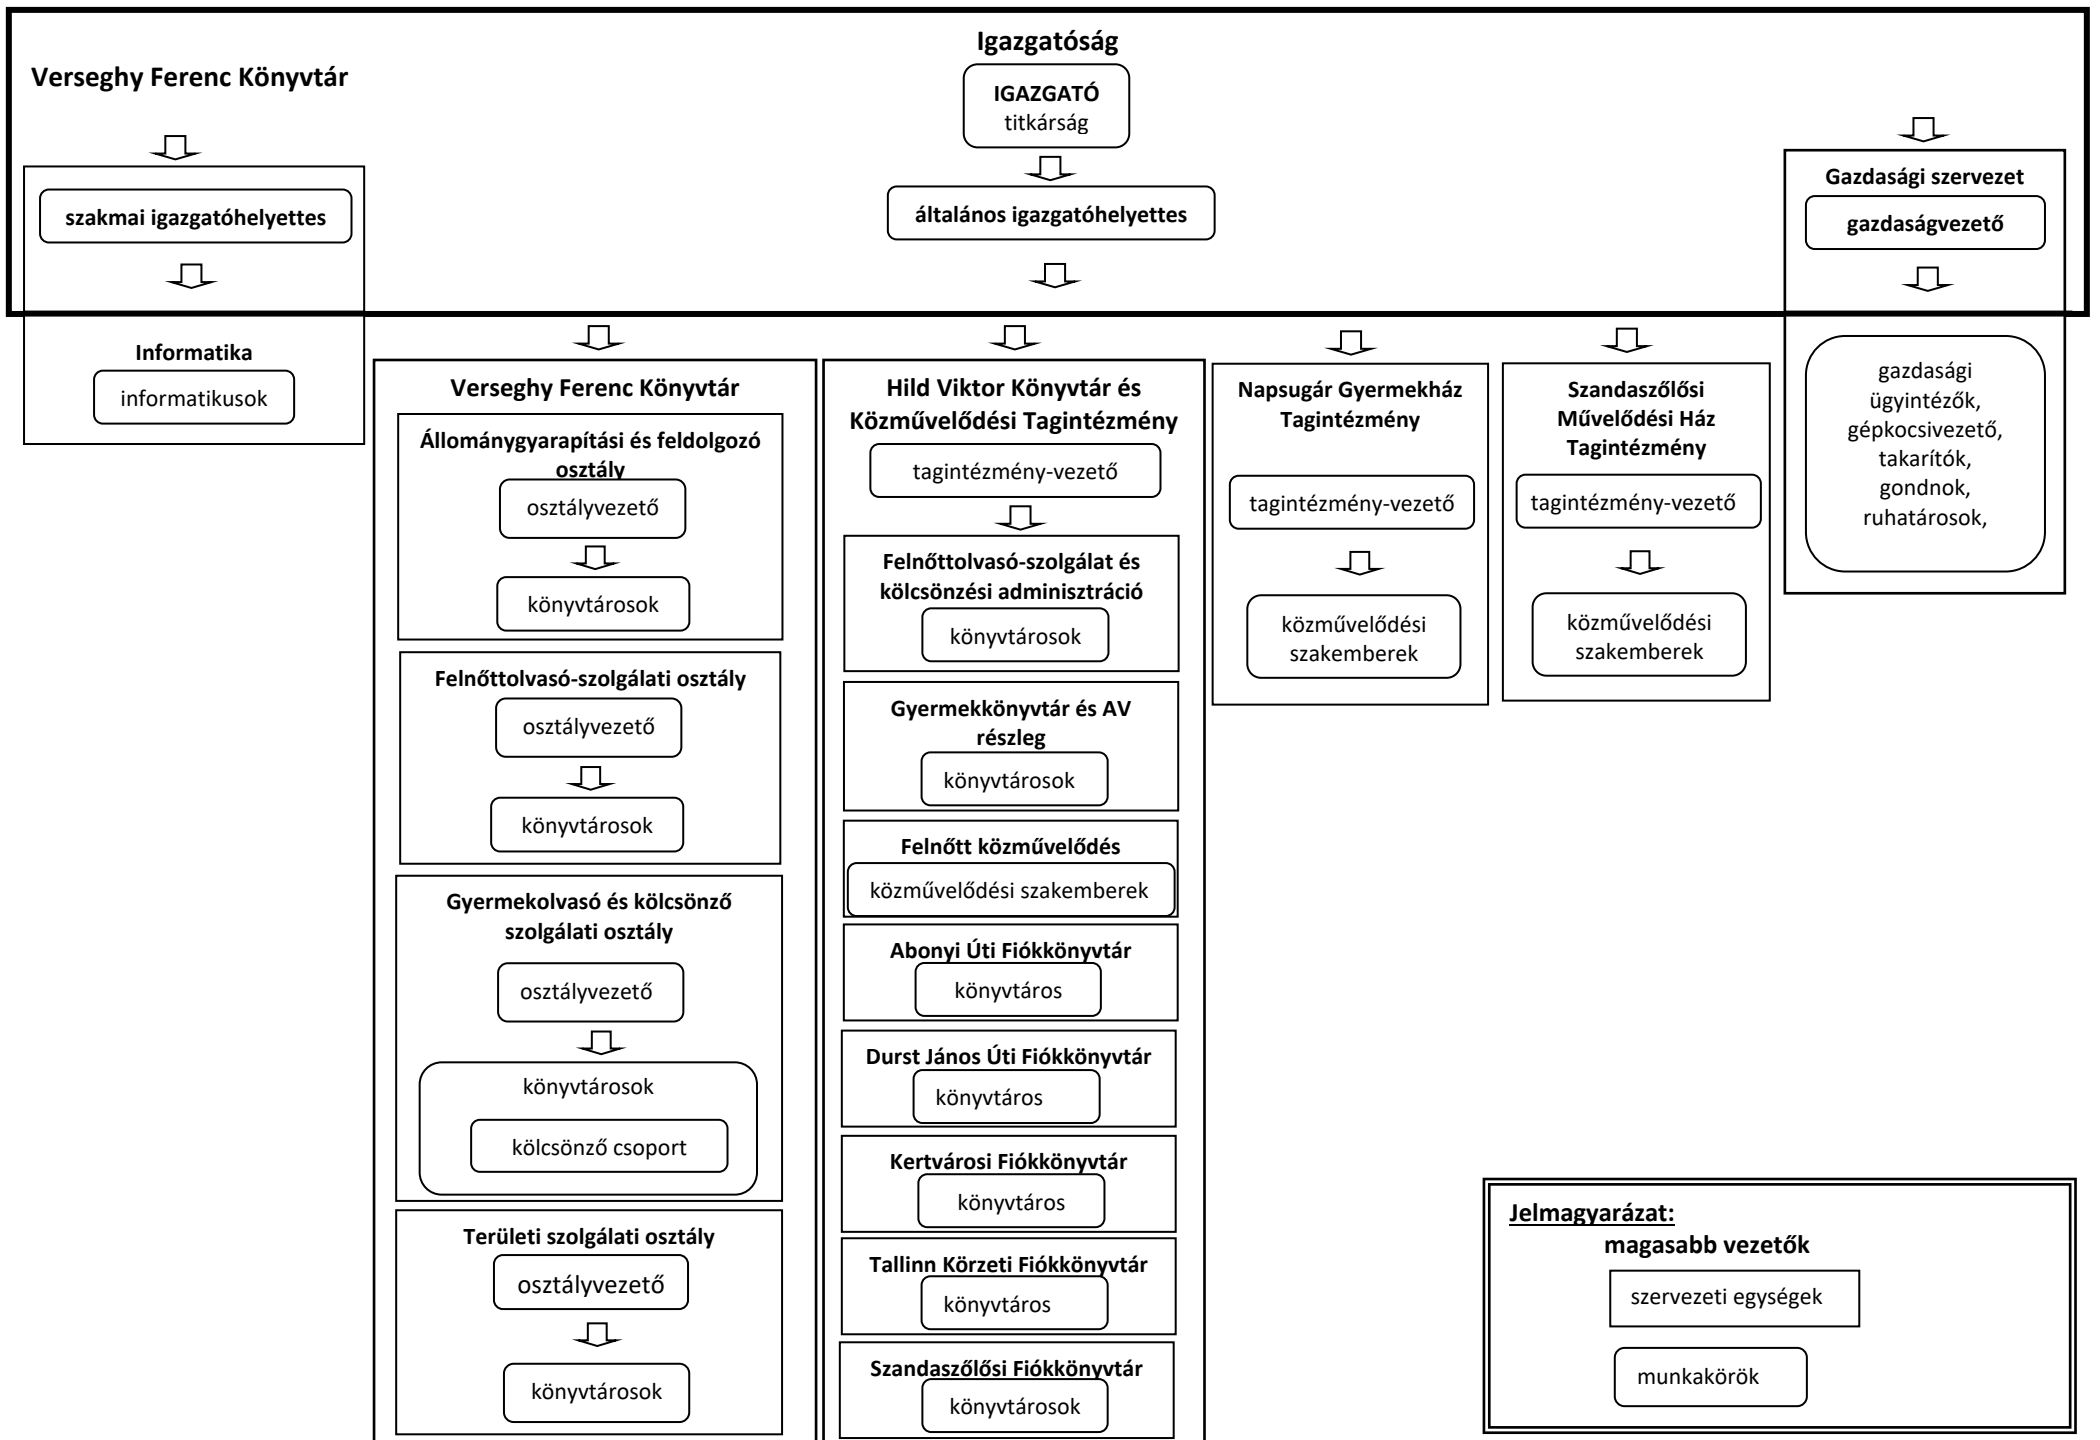 Verseghy Ferenc Könyvtár
Igazgatóság
IGAZGATÓ
titkárság
szakmai igazgatóhelyettes
általános igazgatóhelyettes
Gazdasági szervezet
gazdaságvezető
Informatika
informatikusok
Verseghy Ferenc Könyvtár
Állománygyarapítási és feldolgozó
osztály
osztályvezető
könyvtárosok
Felnőttolvasó-szolgálati osztály
osztályvezető
könyvtárosok
Gyermekolvasó és kölcsönző
szolgálati osztály
osztályvezető
könyvtárosok
kölcsönző csoport
Területi szolgálati osztály
osztályvezető
könyvtárosok
Hild Viktor Könyvtár és
Közművelődési Tagintézmény
tagintézmény-vezető
Felnőttolvasó-szolgálat és
kölcsönzési adminisztráció
könyvtárosok
Gyermekkönyvtár és AV
részleg
könyvtárosok
Felnőtt közművelődés
közművelődési szakemberek
Abonyi Úti Fiókkönyvtár
könyvtáros
Durst János Úti Fiókkönyvtár
könyvtáros
Kertvárosi Fiókkönyvtár
könyvtáros
Tallinn Körzeti Fiókkönyvtár
könyvtáros
Szandaszőlősi Fiókkönyvtár
könyvtárosok
Napsugár Gyermekház
Tagintézmény
tagintézmény-vezető
közművelődési
szakemberek
Szandaszőlősi
Művelődési Ház
Tagintézmény
tagintézmény-vezető
közművelődési
szakemberek
gazdasági
ügyintézők,
gépkocsivezető,
takarítók,
gondnok,
ruhatárosok,
Jelmagyarázat:
magasabb vezetők
szervezeti egységek
munkakörök